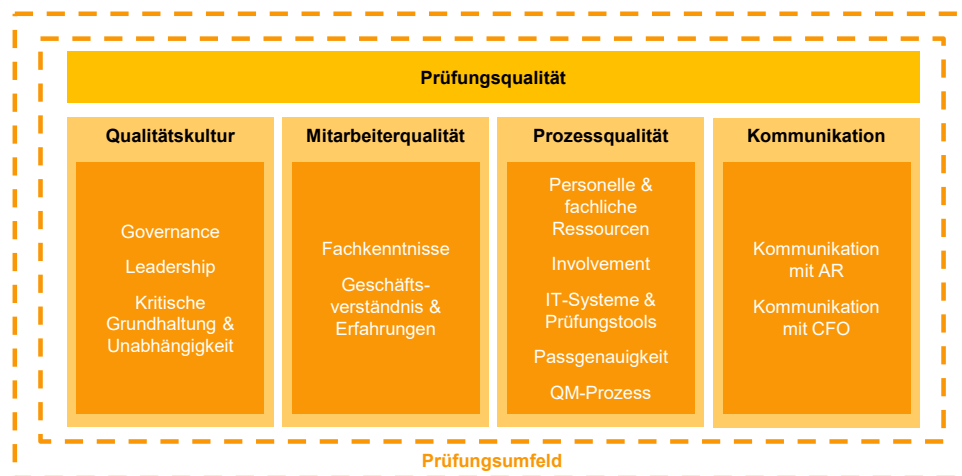 Prüfungsqualität
Qualitätskultur
Governance
Leadership
Kritische
Grundhaltung &
Unabhängigkeit
Mitarbeiterqualität
Fachkenntnisse
Geschäfts-
verständnis &
Erfahrungen
Prozessqualität
Personelle &
fachliche
Ressourcen
Involvement
IT-Systeme &
Prüfungstools
Passgenauigkeit
QM-Prozess
Kommunikation
Kommunikation
mit AR
Kommunikation
mit CFO
Prüfungsumfeld